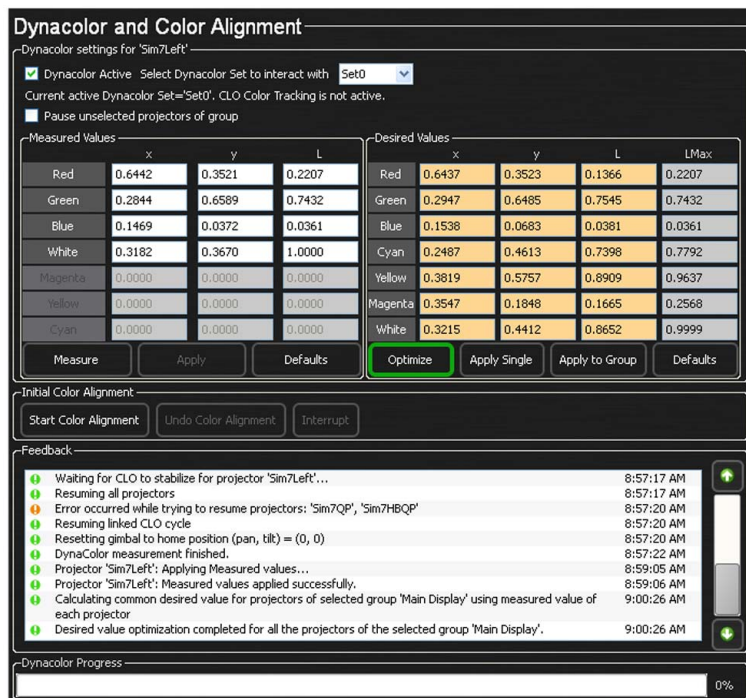 Dynacolor and Color Alignment
Dynacolor settings for 'Sim7Left'
Dynacolor Active Select Dynacolor Set to interact with Set0
Current active Dynacolor Set='Set0'. CLO Color Tracking is not active.
Pause unselected projectors of group
Measured Values
x y L
Red 0.6442 0.3521 0.2207
Green 0.2844 0.6589 0.7432
Blue 0.1469 0.0372 0.0361
White 0.3182 0.3670 1.0000
Magenta 0.0000 0.0000 0.0000
Yellow 0.0000 0.0000 0.0000
Cyan 0.0000 0.0000 0.0000
Measure Apply Defaults
Desired Values
x y L LMax
Red 0.6437 0.3523 0.1366 0.2207
Green 0.2947 0.6485 0.7545 0.7432
Blue 0.1538 0.0683 0.0381 0.0361
Cyan 0.2487 0.4613 0.7398 0.7792
Yellow 0.3819 0.5757 0.8909 0.9637
Magenta 0.3547 0.1848 0.1665 0.2568
White 0.3215 0.4412 0.8652 0.9999
Optimize Apply Single Apply to Group Defaults
Initial Color Alignment
Start Color Alignment Undo Color Alignment Interrupt
Feedback
Waiting for CLO to stabilize for projector 'Sim7Left'... 8:57:17 AM
Resuming all projectors 8:57:17 AM
Error occurred while trying to resume projectors: 'Sim7QP', 'Sim7HBQP' 8:57:20 AM
Resuming linked CLO cycle 8:57:20 AM
Resetting gimbal to home position (pan, tilt) = (0, 0) 8:57:20 AM
DynaColor measurement finished. 8:57:22 AM
Projector 'Sim7Left': Applying Measured values... 8:59:05 AM
Projector 'Sim7Left': Measured values applied successfully. 8:59:06 AM
Calculating common desired value for projectors of selected group 'Main Display' using measured value of 9:00:26 AM
each projector
Desired value optimization completed for all the projectors of the selected group 'Main Display'. 9:00:26 AM
Dynacolor Progress
0%